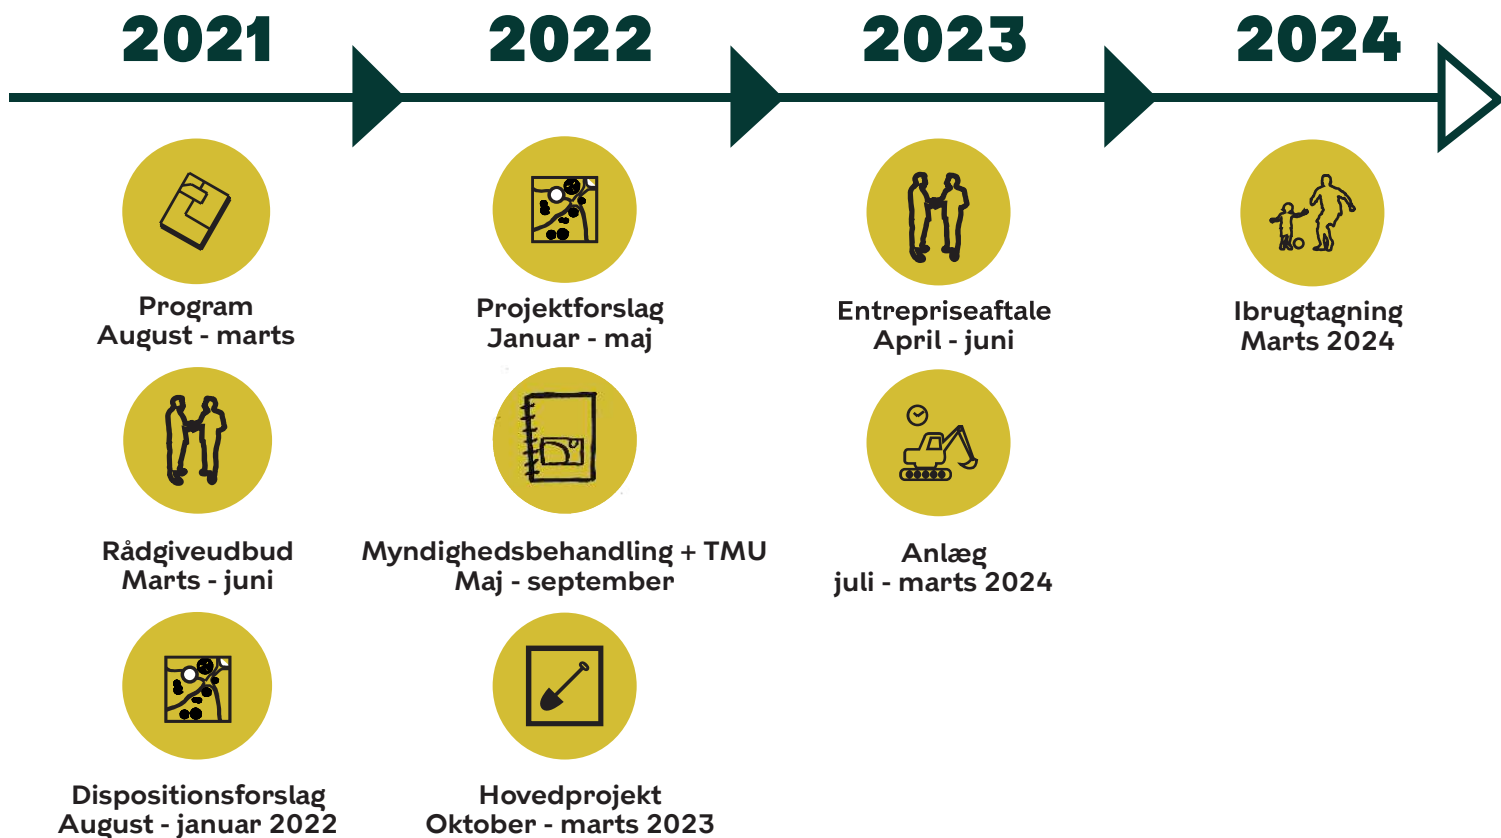 2021
2022
2023
2024
Program
August - marts
Rådgiveudbud
Marts - juni
Dispositionsforslag
August - januar 2022
Projektforslag
Januar - maj
Myndighedsbehandling + TMU
Maj - september
Hovedprojekt
Oktober - marts 2023
Entrepriseaftale
April - juni
Anlæg
juli - marts 2024
Ibrugtagning
Marts 2024